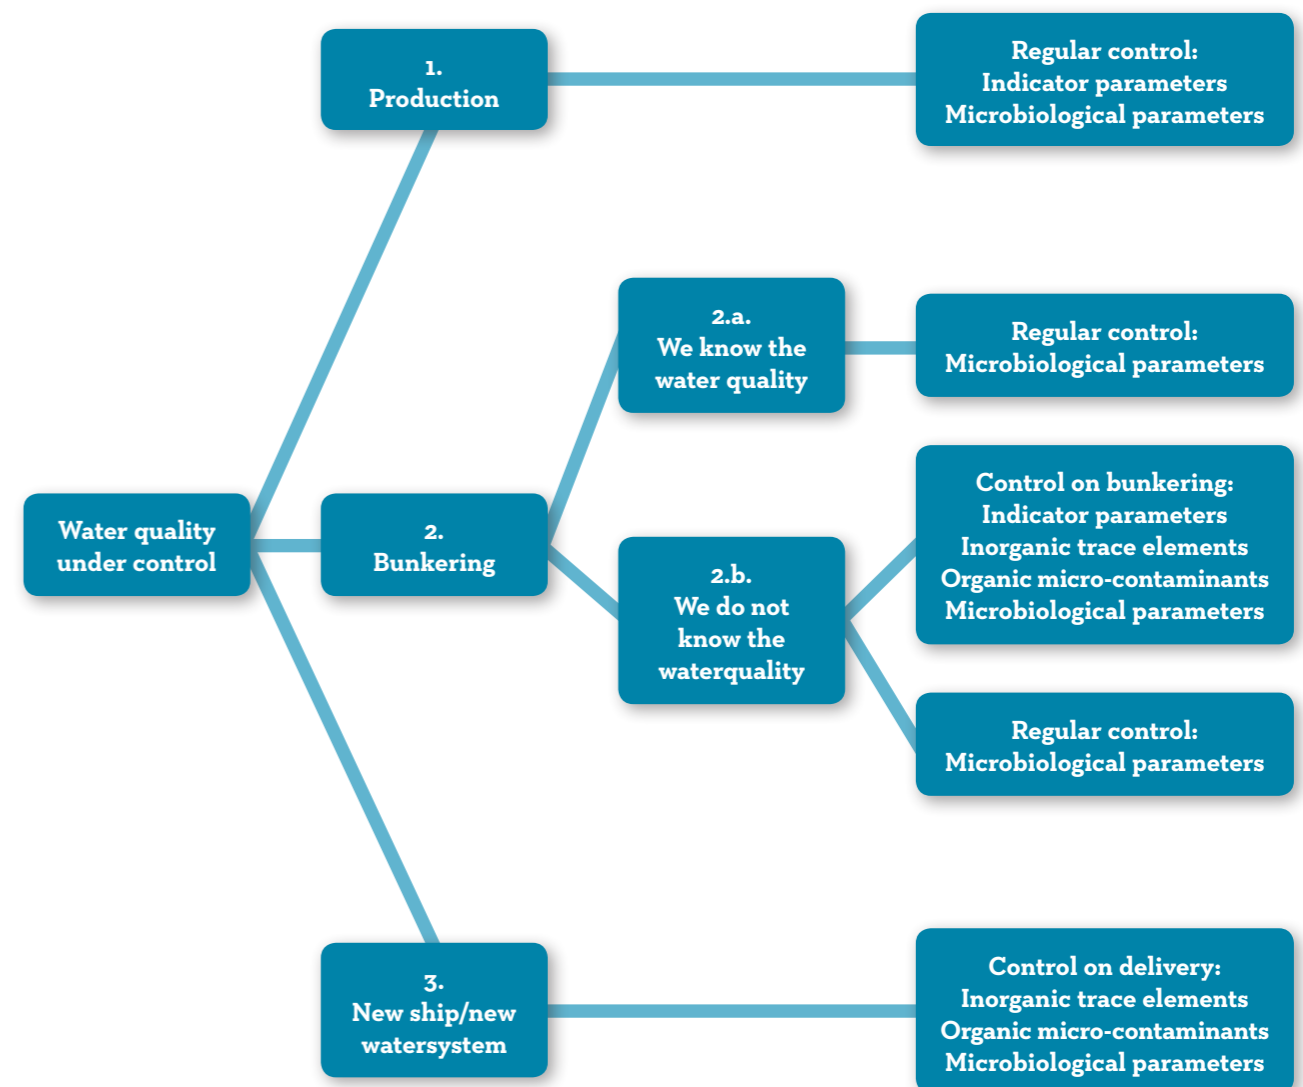 1.
Production
Regular control:
Indicator parameters
Microbiological parameters
2.a.
We know the
water quality
Regular control:
Microbiological parameters
Water quality
under control
2.
Bunkering
2.b.
We do not
know the
waterquality
Control on bunkering:
Indicator parameters
Inorganic trace elements
Organic micro-contaminants
Microbiological parameters
Regular control:
Microbiological parameters
3.
New ship/new
watersystem
Control on delivery:
Inorganic trace elements
Organic micro-contaminants
Microbiological parameters